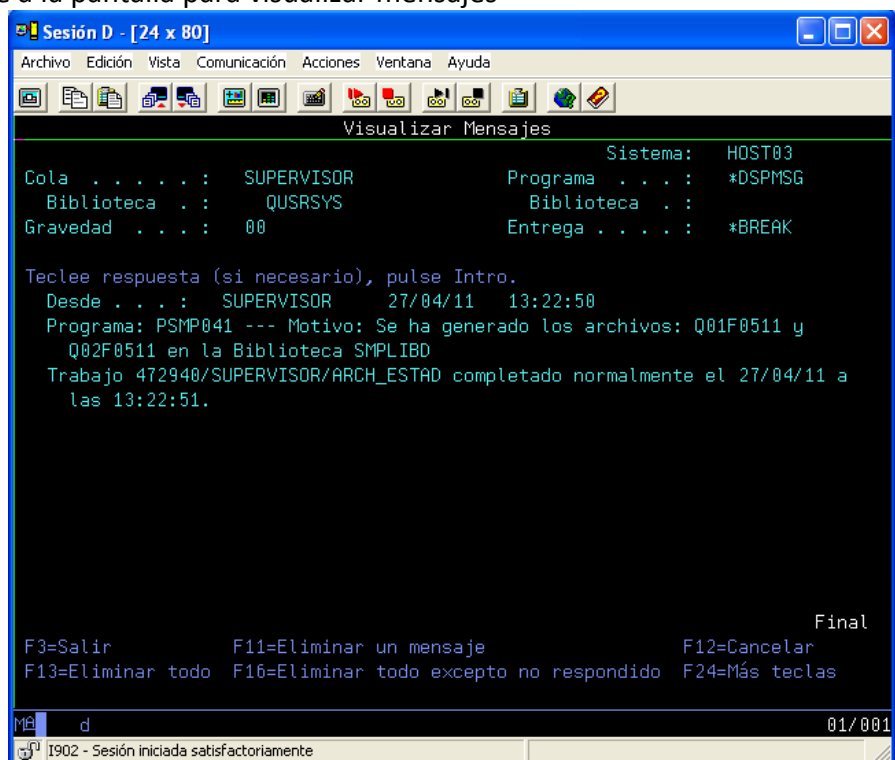 e a la pantalla para visualizar mensajes
Sesión D - [24 x 80]
Archivo Edición Vista Comunicación Acciones Ventana Ayuda
Visualizar Mensajes
Sistema: HOST03
Cola . . . . . : SUPERVISOR Programa . . . : *DSPMSG
Biblioteca . : QUSRSYS Biblioteca . :
Gravedad . . . : 00 Entrega . . . . : *BREAK
Teclee respuesta (si necesario), pulse Intro.
Desde . . . : SUPERVISOR 27/04/11 13:22:50
Programa: PSMP041 --- Motivo: Se ha generado los archivos: Q01F0511 y
Q02F0511 en la Biblioteca SMPLIBD
Trabajo 472940/SUPERVISOR/ARCH_ESTAD completado normalmente el 27/04/11 a
las 13:22:51.
Final
F3=Salir F11=Eliminar un mensaje F12=Cancelar
F13=Eliminar todo F16=Eliminar todo excepto no respondido F24=Más teclas
MA d 01/001
I902 - Sesión iniciada satisfactoriamente